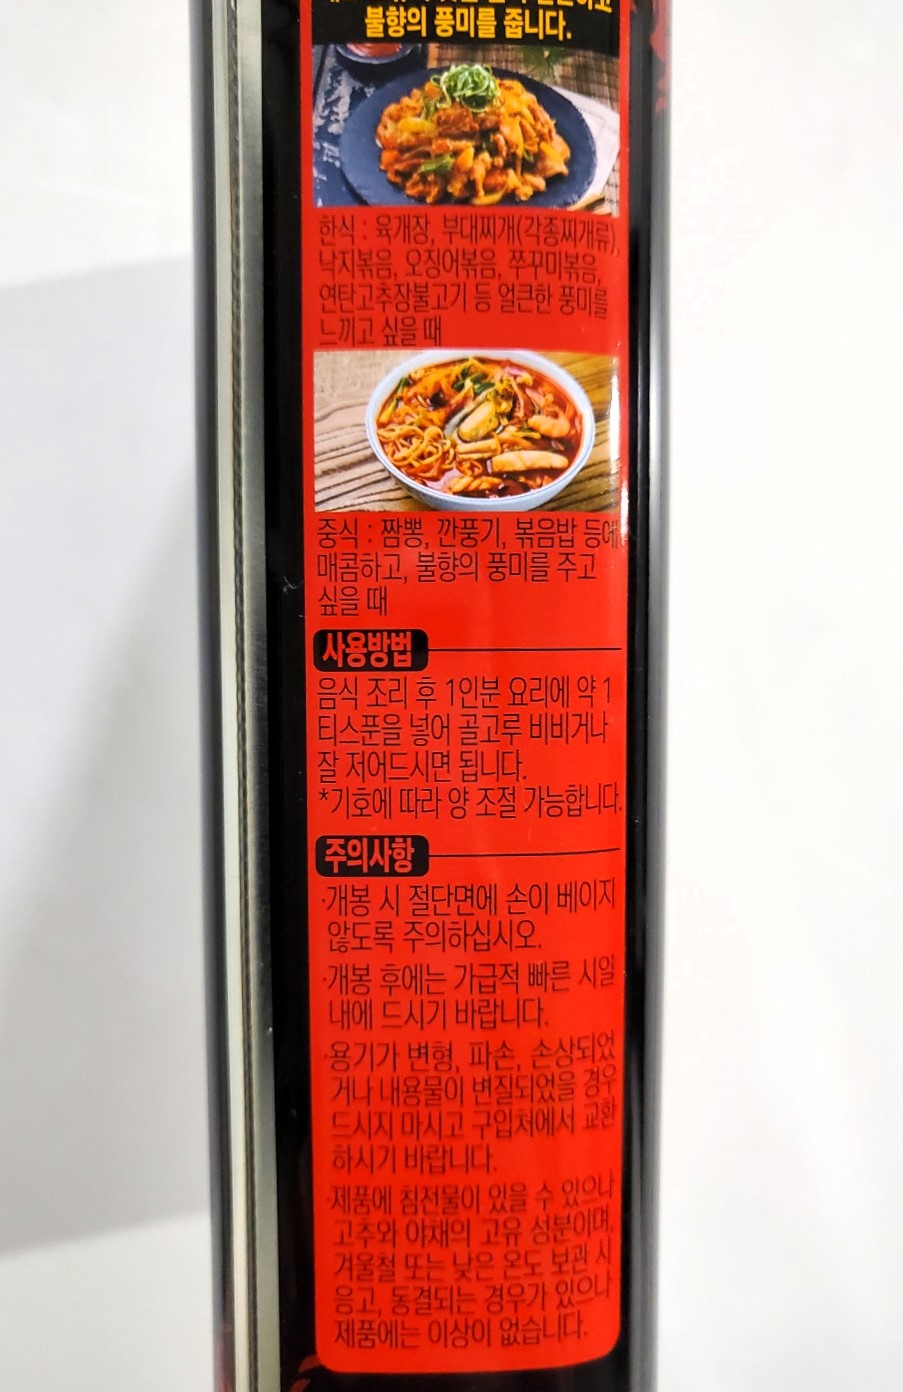 불향의 풍미를 줍니다.
한식 : 육개장, 부대찌개(각종찌개류),
낙지볶음, 오징어볶음, 쭈꾸미볶음,
연탄고추장불고기 등 얼큰한 풍미를
느끼고 싶을 때
중식 : 짬뽕, 깐풍기, 볶음밥 등에
매콤하고, 불향의 풍미를 주고
싶을 때
사용방법
음식 조리 후 1인분 요리에 약 1
티스푼을 넣어 골고루 비비거나
잘 저어드시면 됩니다.
*기호에 따라 양 조절 가능합니다.
주의사항
·개봉 시 절단면에 손이 베이지
않도록 주의하십시오.
·개봉 후에는 가급적 빠른 시일
내에 드시기 바랍니다.
·용기가 변형, 파손, 손상되었
거나 내용물이 변질되었을 경우
드시지 마시고 구입처에서 교환
하시기 바랍니다.
·제품에 침전물이 있을 수 있으나
고추와 야채의 고유 성분이며,
겨울철 또는 낮은 온도 보관 시
응고, 동결되는 경우가 있으나
제품에는 이상이 없습니다.